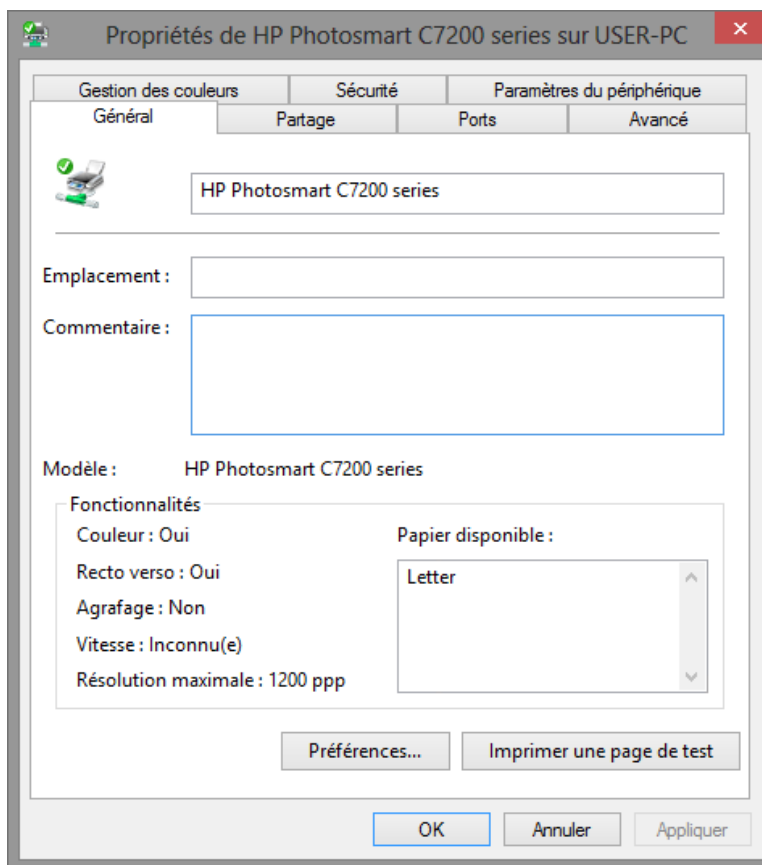 Propriétés de HP Photosmart C7200 series sur USER-PC
Gestion des couleurs
Sécurité
Paramètres du périphérique
Général
Partage
Ports
Avancé
HP Photosmart C7200 series
Emplacement :
Commentaire :
Modèle : HP Photosmart C7200 series
Fonctionnalités
Couleur : Oui
Recto verso : Oui
Agrafage : Non
Vitesse : Inconnu(e)
Résolution maximale : 1200 ppp
Papier disponible :
Letter
Préférences...
Imprimer une page de test
OK
Annuler
Appliquer